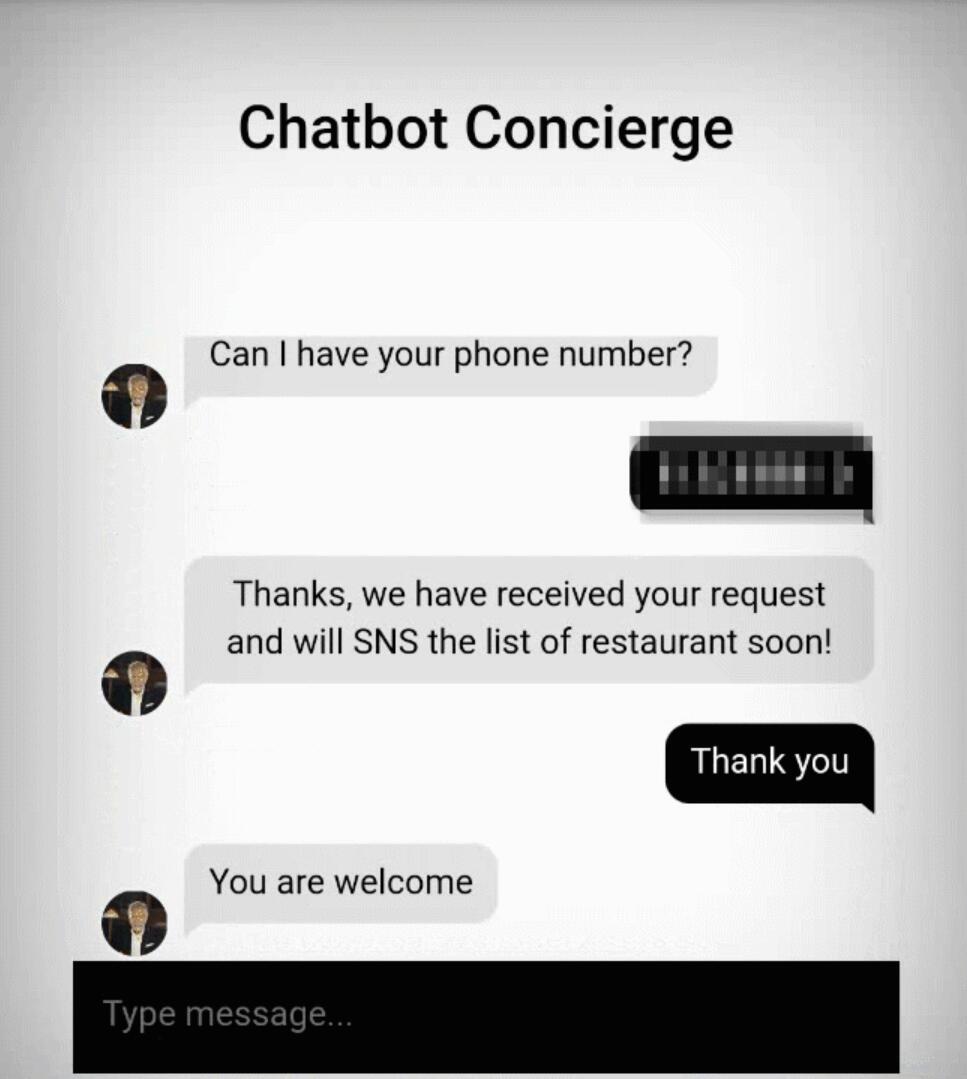 Chatbot Concierge
Can I have your phone number?
Thanks, we have received your request
and will SNS the list of restaurant soon!
Thank you
You are welcome
Type message...